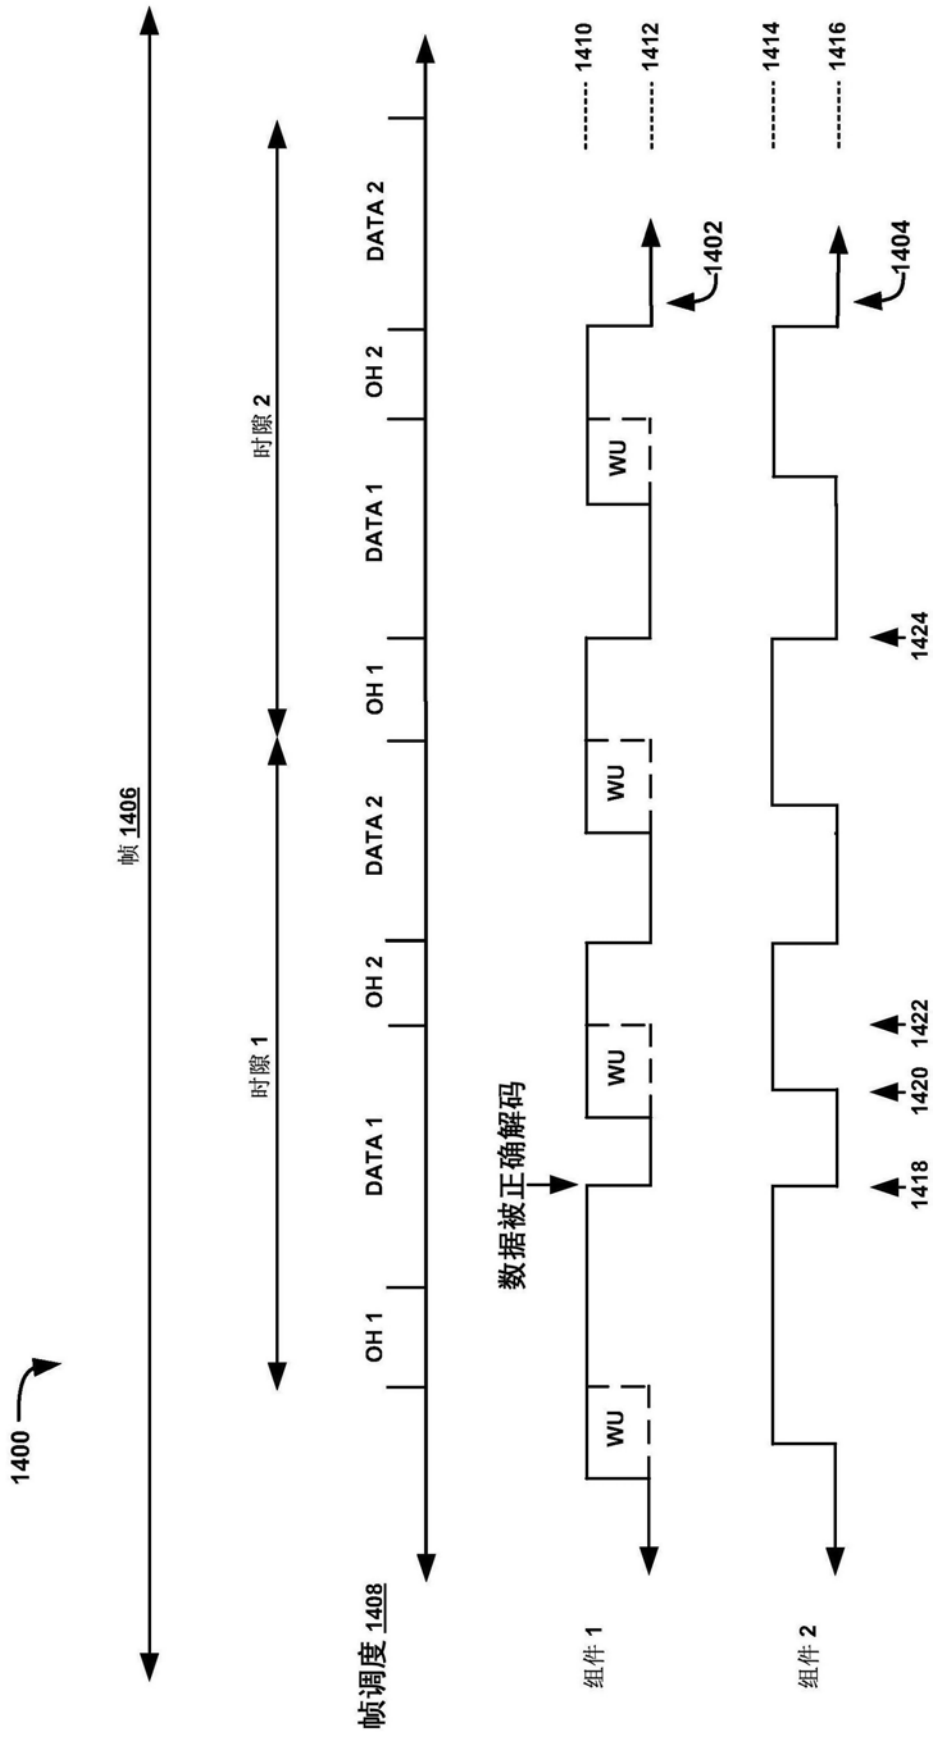 1400
帧 1406
时隙 1
时隙 2
帧调度 1408
OH 1
DATA 1
OH 2
DATA 2
OH 1
DATA 1
OH 2
DATA 2
数据被正确解码
组件 1
WU
WU
WU
WU
1402
1410
1412
组件 2
1404
1414
1416
1418
1420
1422
1424